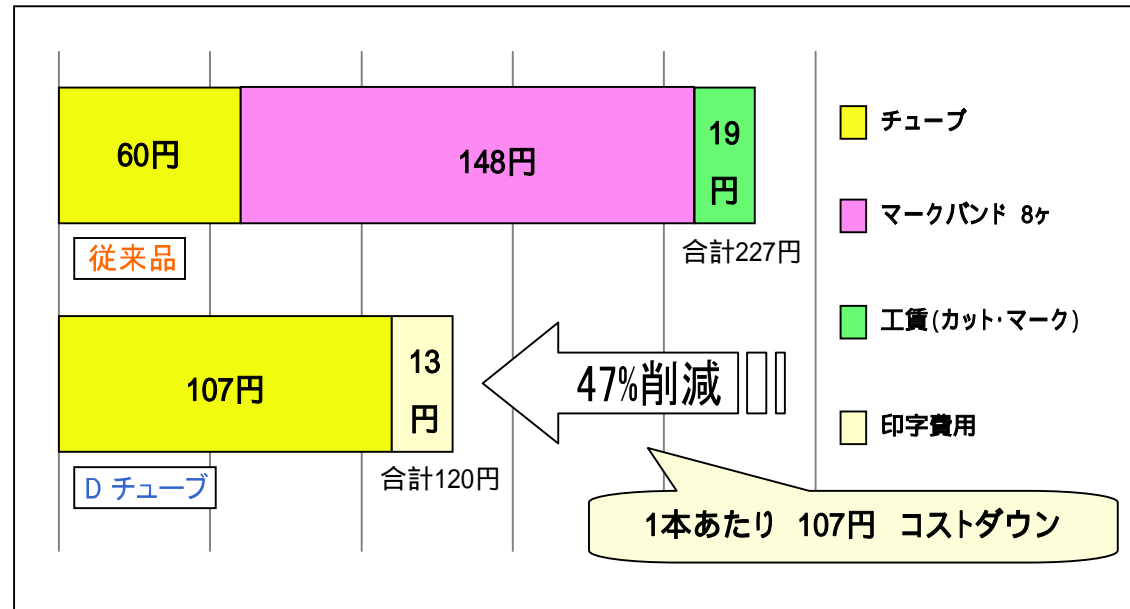 60円
148円
19
円
チューブ
マークバンド 8ヶ
従来品
合計227円
工賃(カット・マーク)
107円
13
円
47%削減
印字費用
D チューブ
合計120円
1本あたり 107円 コストダウン